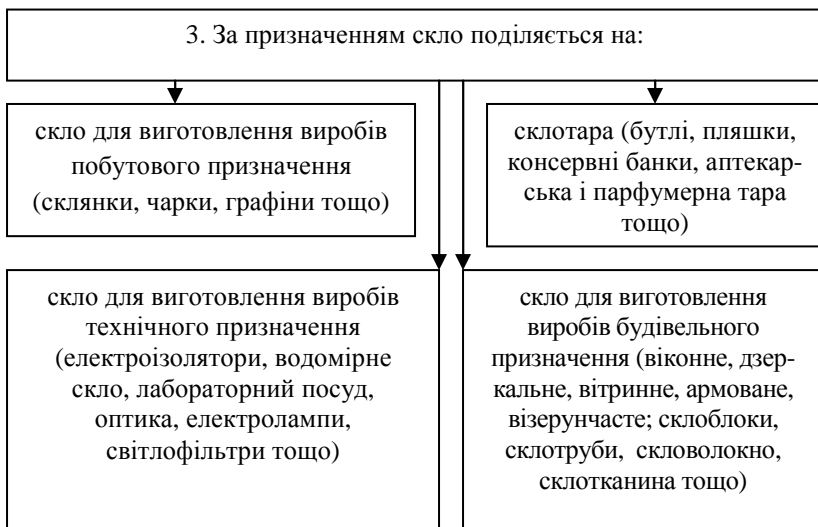 3. За призначенням скло поділяється на:
скло для виготовлення виробів
побутового призначення
(склянки, чарки, графіни тощо)
склотара (бутлі, пляшки,
консервні банки, аптекар-
ська і парфумерна тара
тощо)
скло для виготовлення виробів
технічного призначення
(електроізолятори, водомірне
скло, лабораторний посуд,
оптика, електролампи,
світлофільтри тощо)
скло для виготовлення
виробів будівельного
призначення (віконне, дзер-
кальне, вітринне, армоване,
візерунчасте; склоблоки,
склотруби, скловолокно,
склотканина тощо)